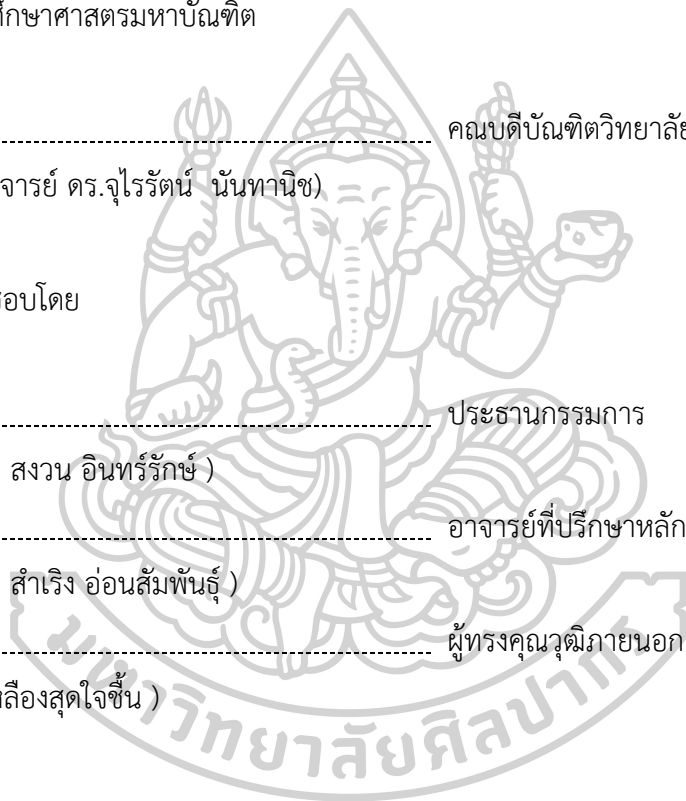 ศึกษาศาสตรมหาบัณฑิต
คณบดีบัณฑิตวิทยาลัย
จารย์ ดร.จุไรรัตน์ นันทานิช)
สอบโดย
ประธานกรรมการ
สงวน อินทร์รักษ์ )
อาจารย์ที่ปรึกษาหลัก
สำเริง อ่อนสัมพันธุ์ )
ผู้ทรงคุณวุฒิภายนอก
หลืองสุดใจชื้น )
มหาวิทยาลัยศิลปากร